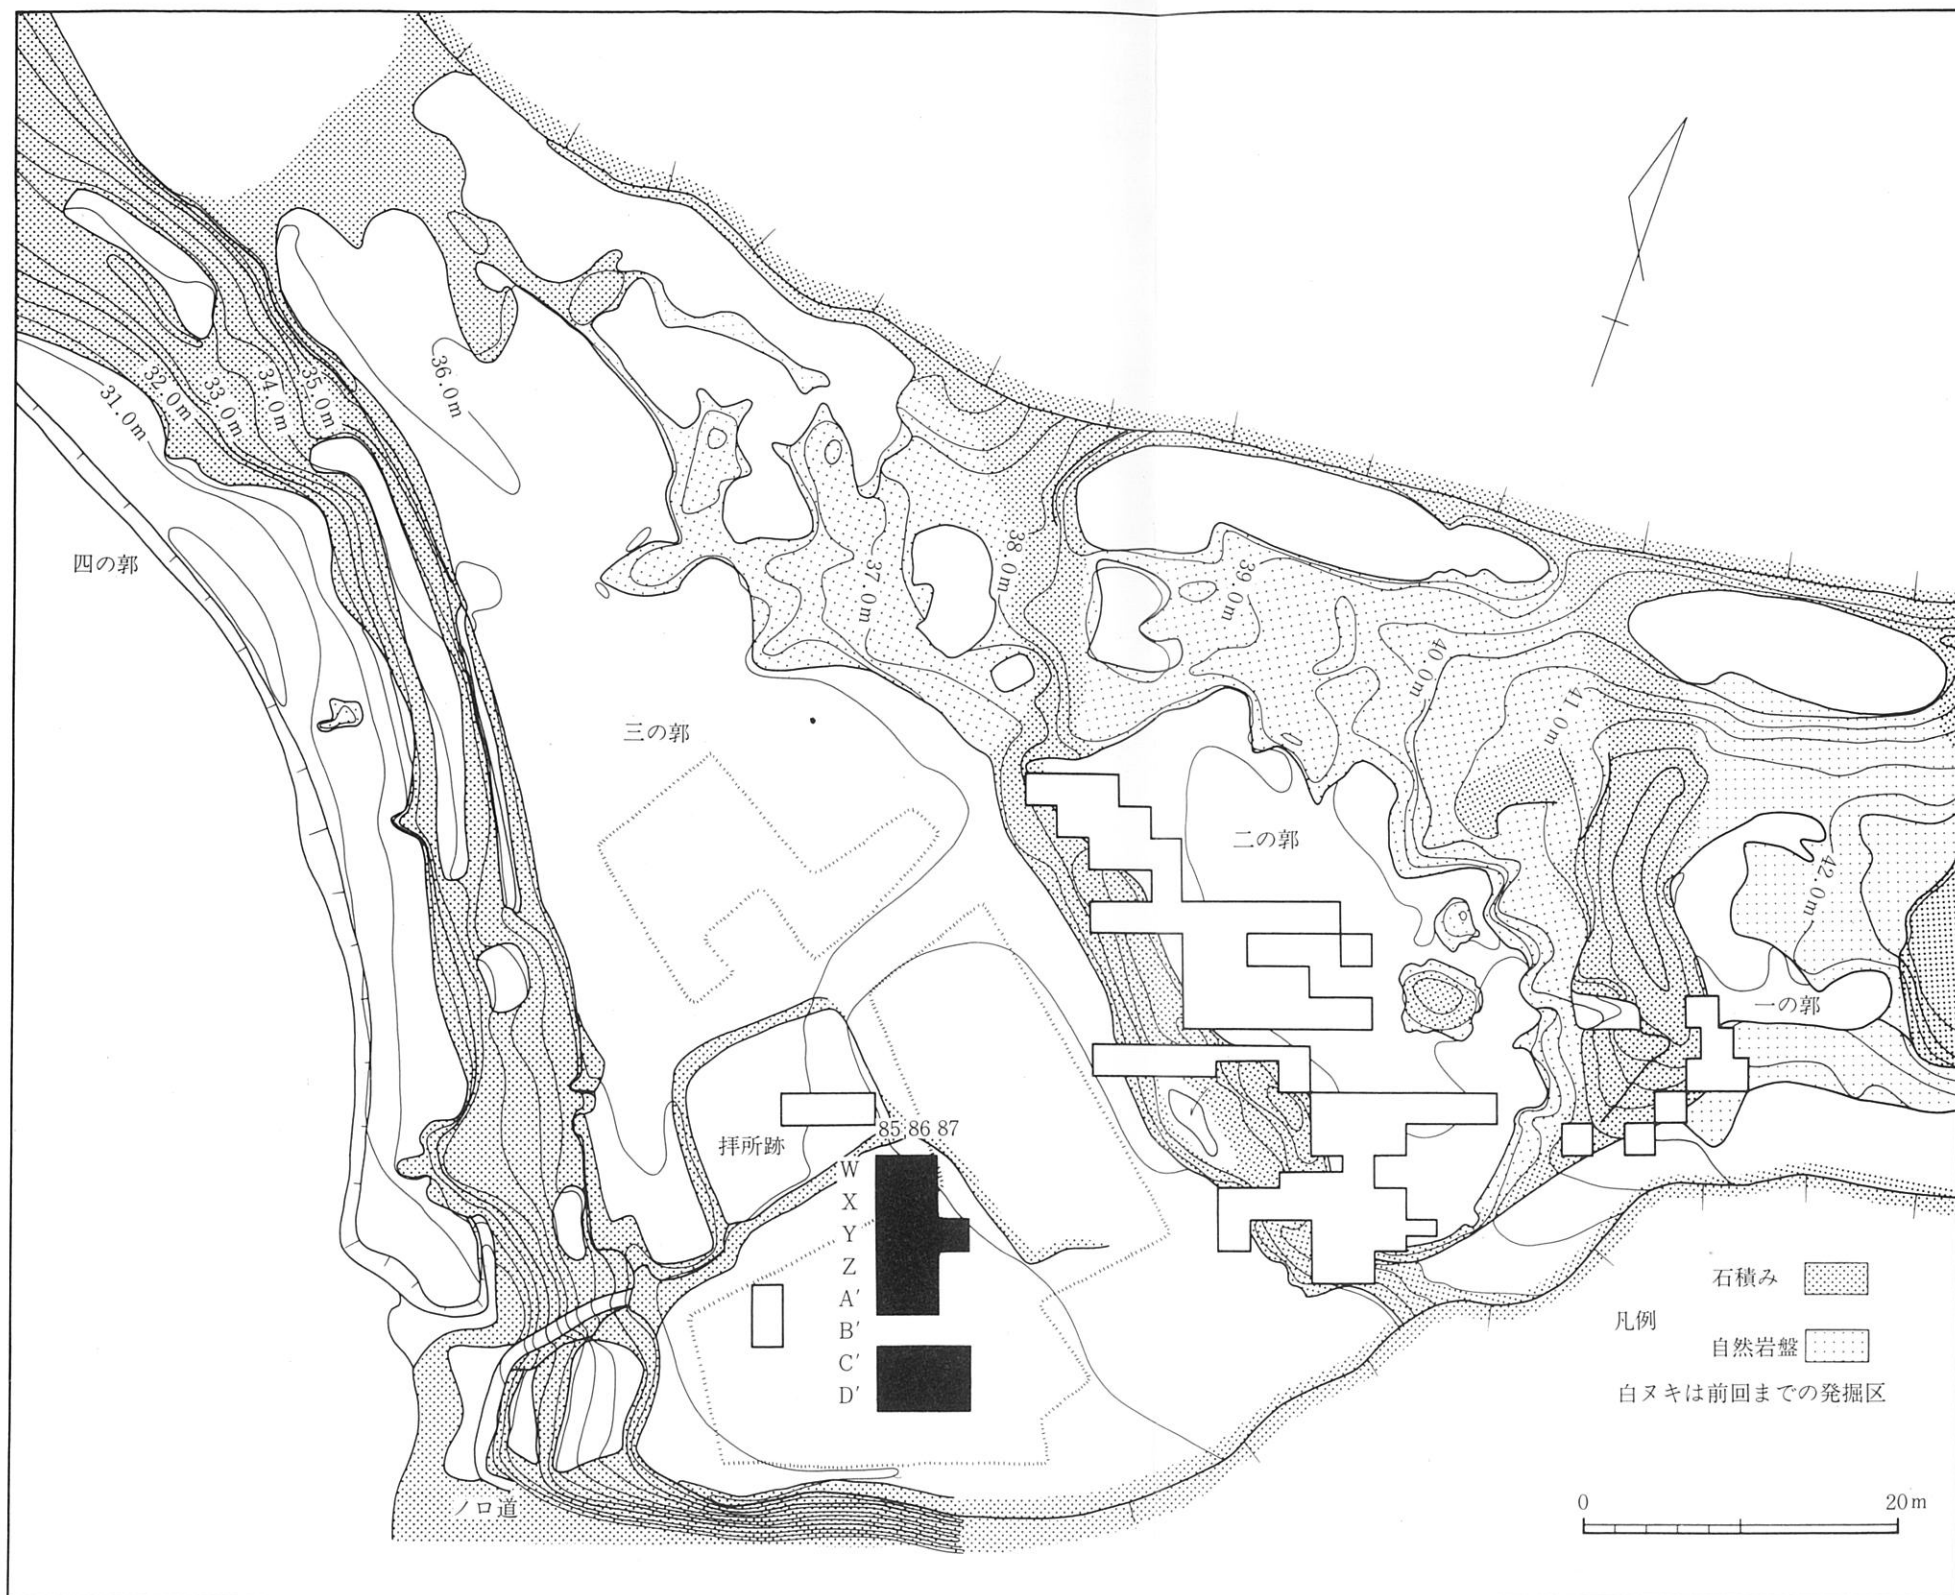 31.0m
32.0m
33.0m
34.0m
35.0m
36.0m
37.0m
38.0m
39.0m
40.0m
41.0m
42.0m
四の郭
三の郭
二の郭
一の郭
拝所跡
85 86 87
W
X
Y
Z
A′
B′
C′
D′
ノロ道
石積み
凡例
自然岩盤
白ヌキは前回までの発掘区
0 20m